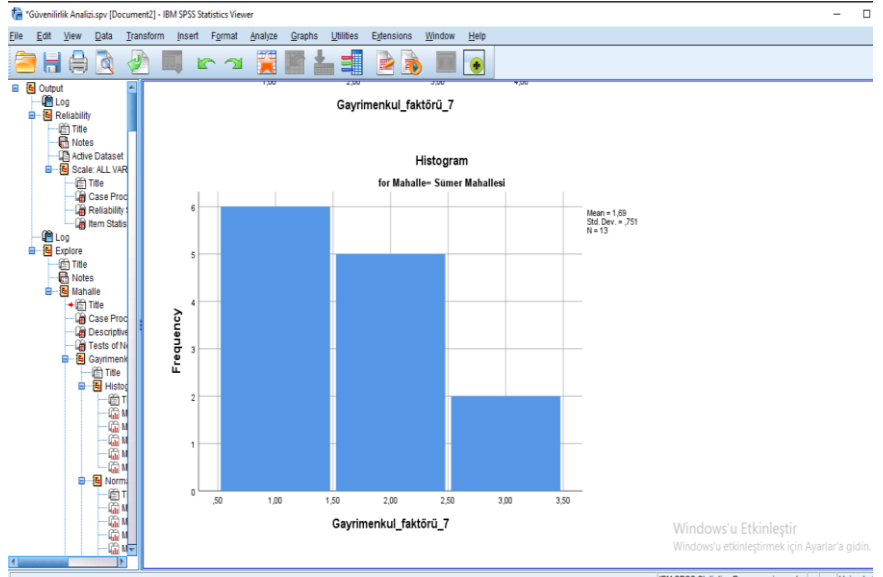 *Güvenilirlik Analizi.spv [Document2] - IBM SPSS Statistics Viewer
File Edit View Data Transform Insert Format Analyze Graphs Utilities Extensions Window Help
Output
Log
Reliability
Title
Notes
Active Dataset
Scale: ALL VAR
Title
Case Proc
Reliability
Item Statis
Log
Explore
Title
Notes
Mahalle
Title
Case Proc
Descriptive
Tests of N
Gayrimenk
Title
Histog
T
M
M
M
M
M
Norma
T
M
M
M
M
Gayrimenkul_faktörü_7
Histogram
for Mahalle= Sümer Mahallesi
Mean = 1,69
Std. Dev. = ,751
N = 13
6
5
4
3
2
1
0
Frequency
,50 1,00 1,50 2,00 2,50 3,00 3,50
Gayrimenkul_faktörü_7
Windows'u Etkinleştir
Windows'u etkinleştirmek için Ayarlar'a gidin.